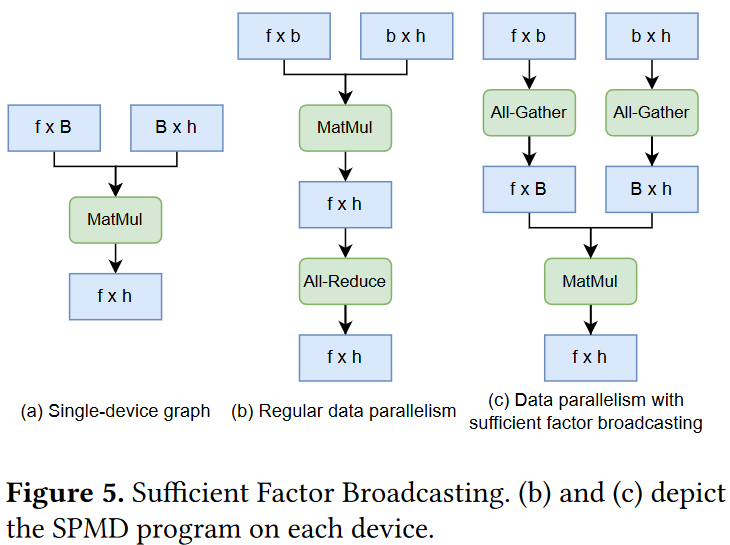 f x B
B x h
MatMul
f x h
(a) Single-device graph
f x b
b x h
MatMul
f x h
All-Reduce
f x h
(b) Regular data parallelism
f x b
b x h
All-Gather
All-Gather
f x B
B x h
MatMul
f x h
(c) Data parallelism with
sufficient factor broadcasting
Figure 5. Sufficient Factor Broadcasting. (b) and (c) depict
the SPMD program on each device.